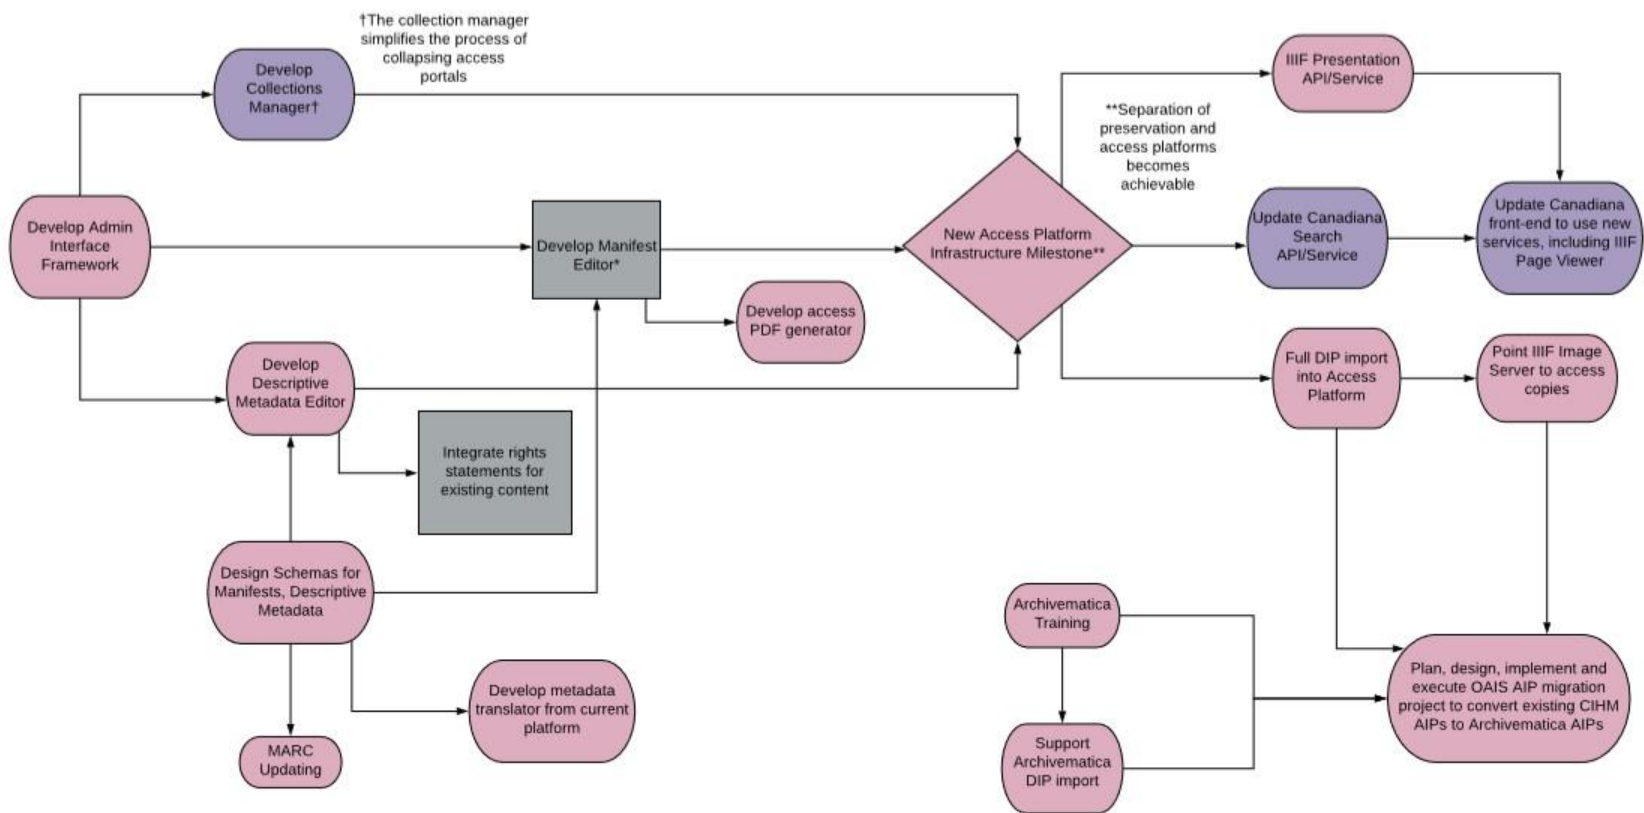 †The collection manager
simplifies the process of
collapsing access
portals
Develop
Collections
Manager†
IIIF Presentation
API/Service
**Separation of
preservation and
access platforms
becomes
achievable
Develop Admin
Interface
Framework
Develop Manifest
Editor*
New Access Platform
Infrastructure Milestone**
Update Canadiana
Search
API/Service
Update Canadiana
front-end to use new
services, including IIIF
Page Viewer
Develop access
PDF generator
Develop
Descriptive
Metadata Editor
Full DIP import
into Access
Platform
Point IIIF Image
Server to access
copies
Integrate rights
statements for
existing content
Design Schemas for
Manifests, Descriptive
Metadata
Archivematica
Training
Develop metadata
translator from current
platform
Plan, design, implement and
execute OAIS AIP migration
project to convert existing CIHM
AIPs to Archivematica AIPs
MARC
Updating
Support
Archivematica
DIP import